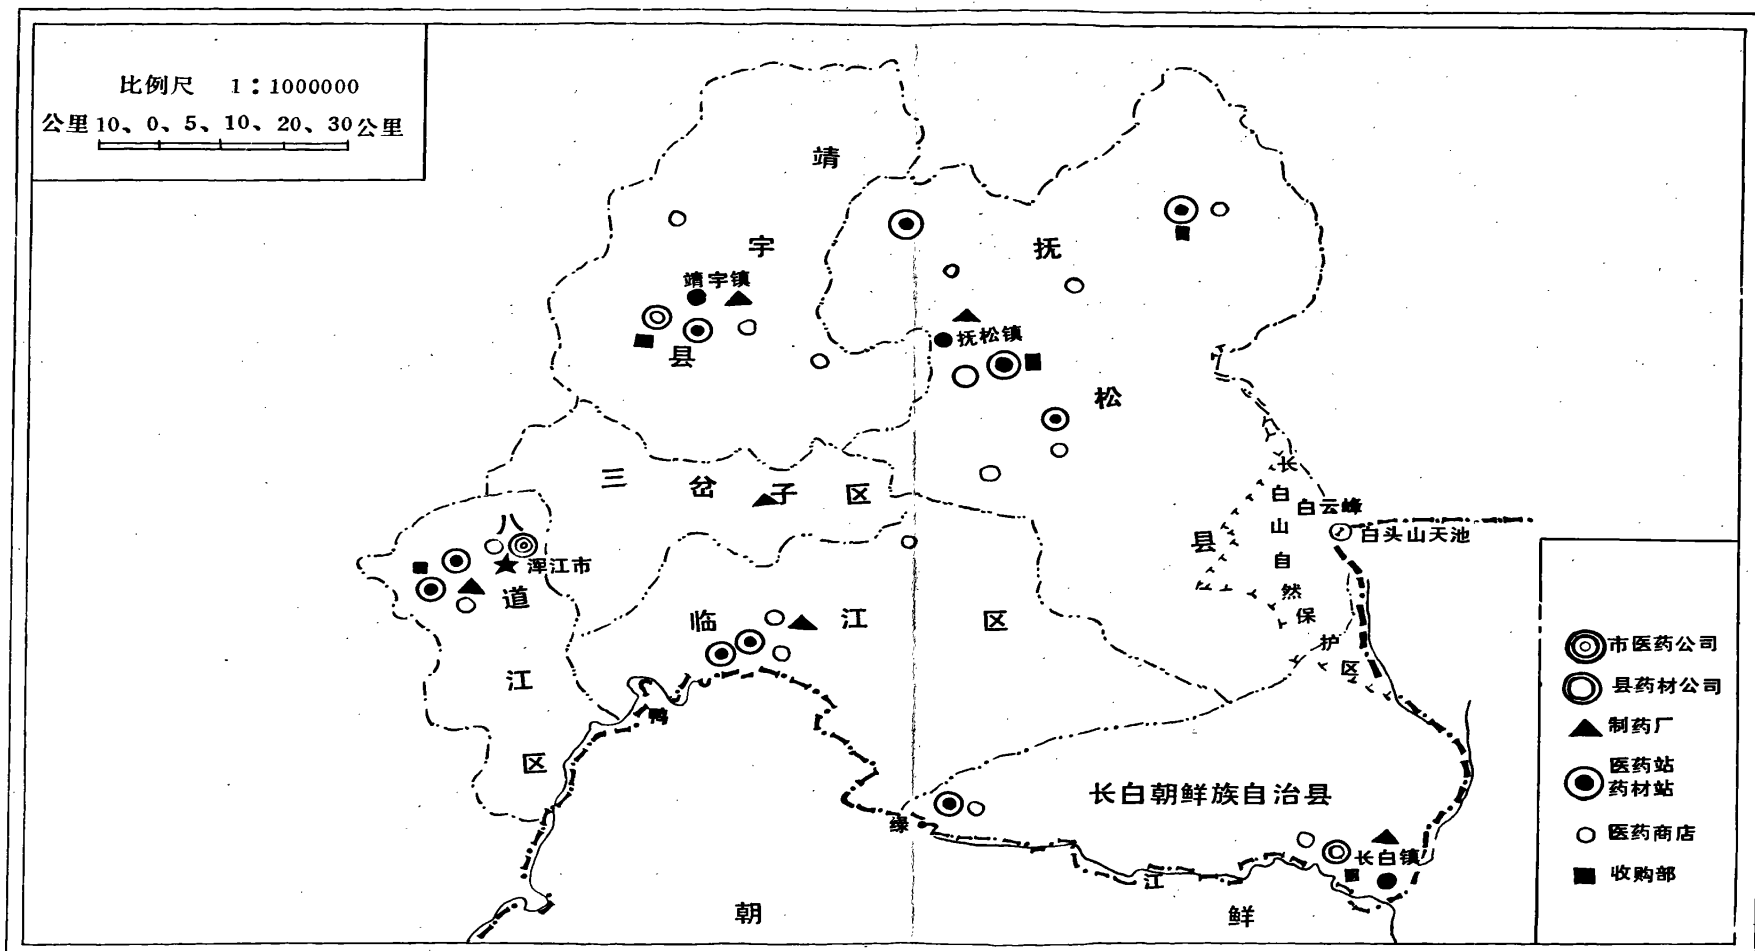 比例尺 1：1000000
公里 10、0、5、10、20、30 公里
靖
宇
县
靖宇镇
抚
松
县
抚松镇
三岔子区
浑江市
道
江
区
临江区
长白山自然保护区
白云峰
白头山天池
长白朝鲜族自治县
长白镇
鸭
绿
江
朝鲜
市医药公司
县药材公司
制药厂
医药站
药材站
医药商店
收购部